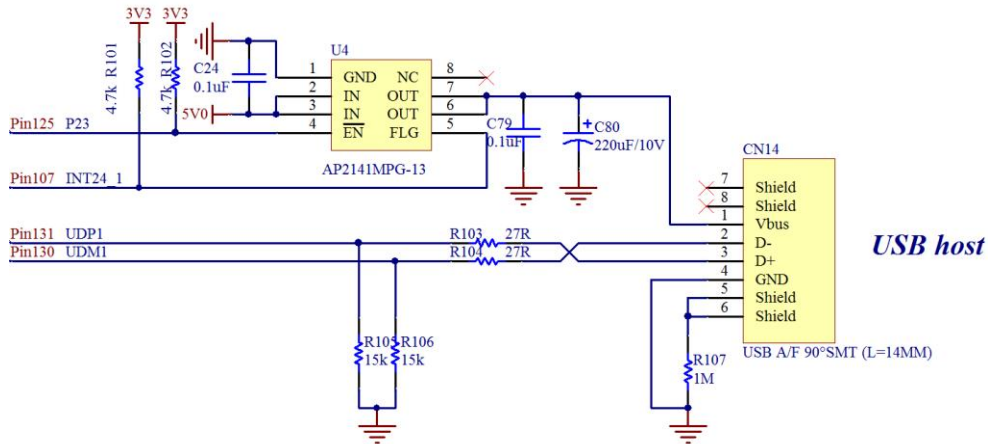 3V3 3V3
4.7k R101
4.7k R102
C24
0.1uF
U4
1 GND NC 8
2 IN OUT 7
3 IN OUT 6
4 EN FLG 5
AP2141MPG-13
5V0
Pin125 P23
Pin107 INT24_1
C79
0.1uF
C80
220uF/10V
+
Pin131 UDP1
Pin130 UDM1
R103 27R
R104 27R
R105
15k
R106
15k
CN14
7 Shield
8 Shield
1 Vbus
2 D-
3 D+
4 GND
5 Shield
6 Shield
USB A/F 90°SMT (L=14MM)
R107
1M
USB host